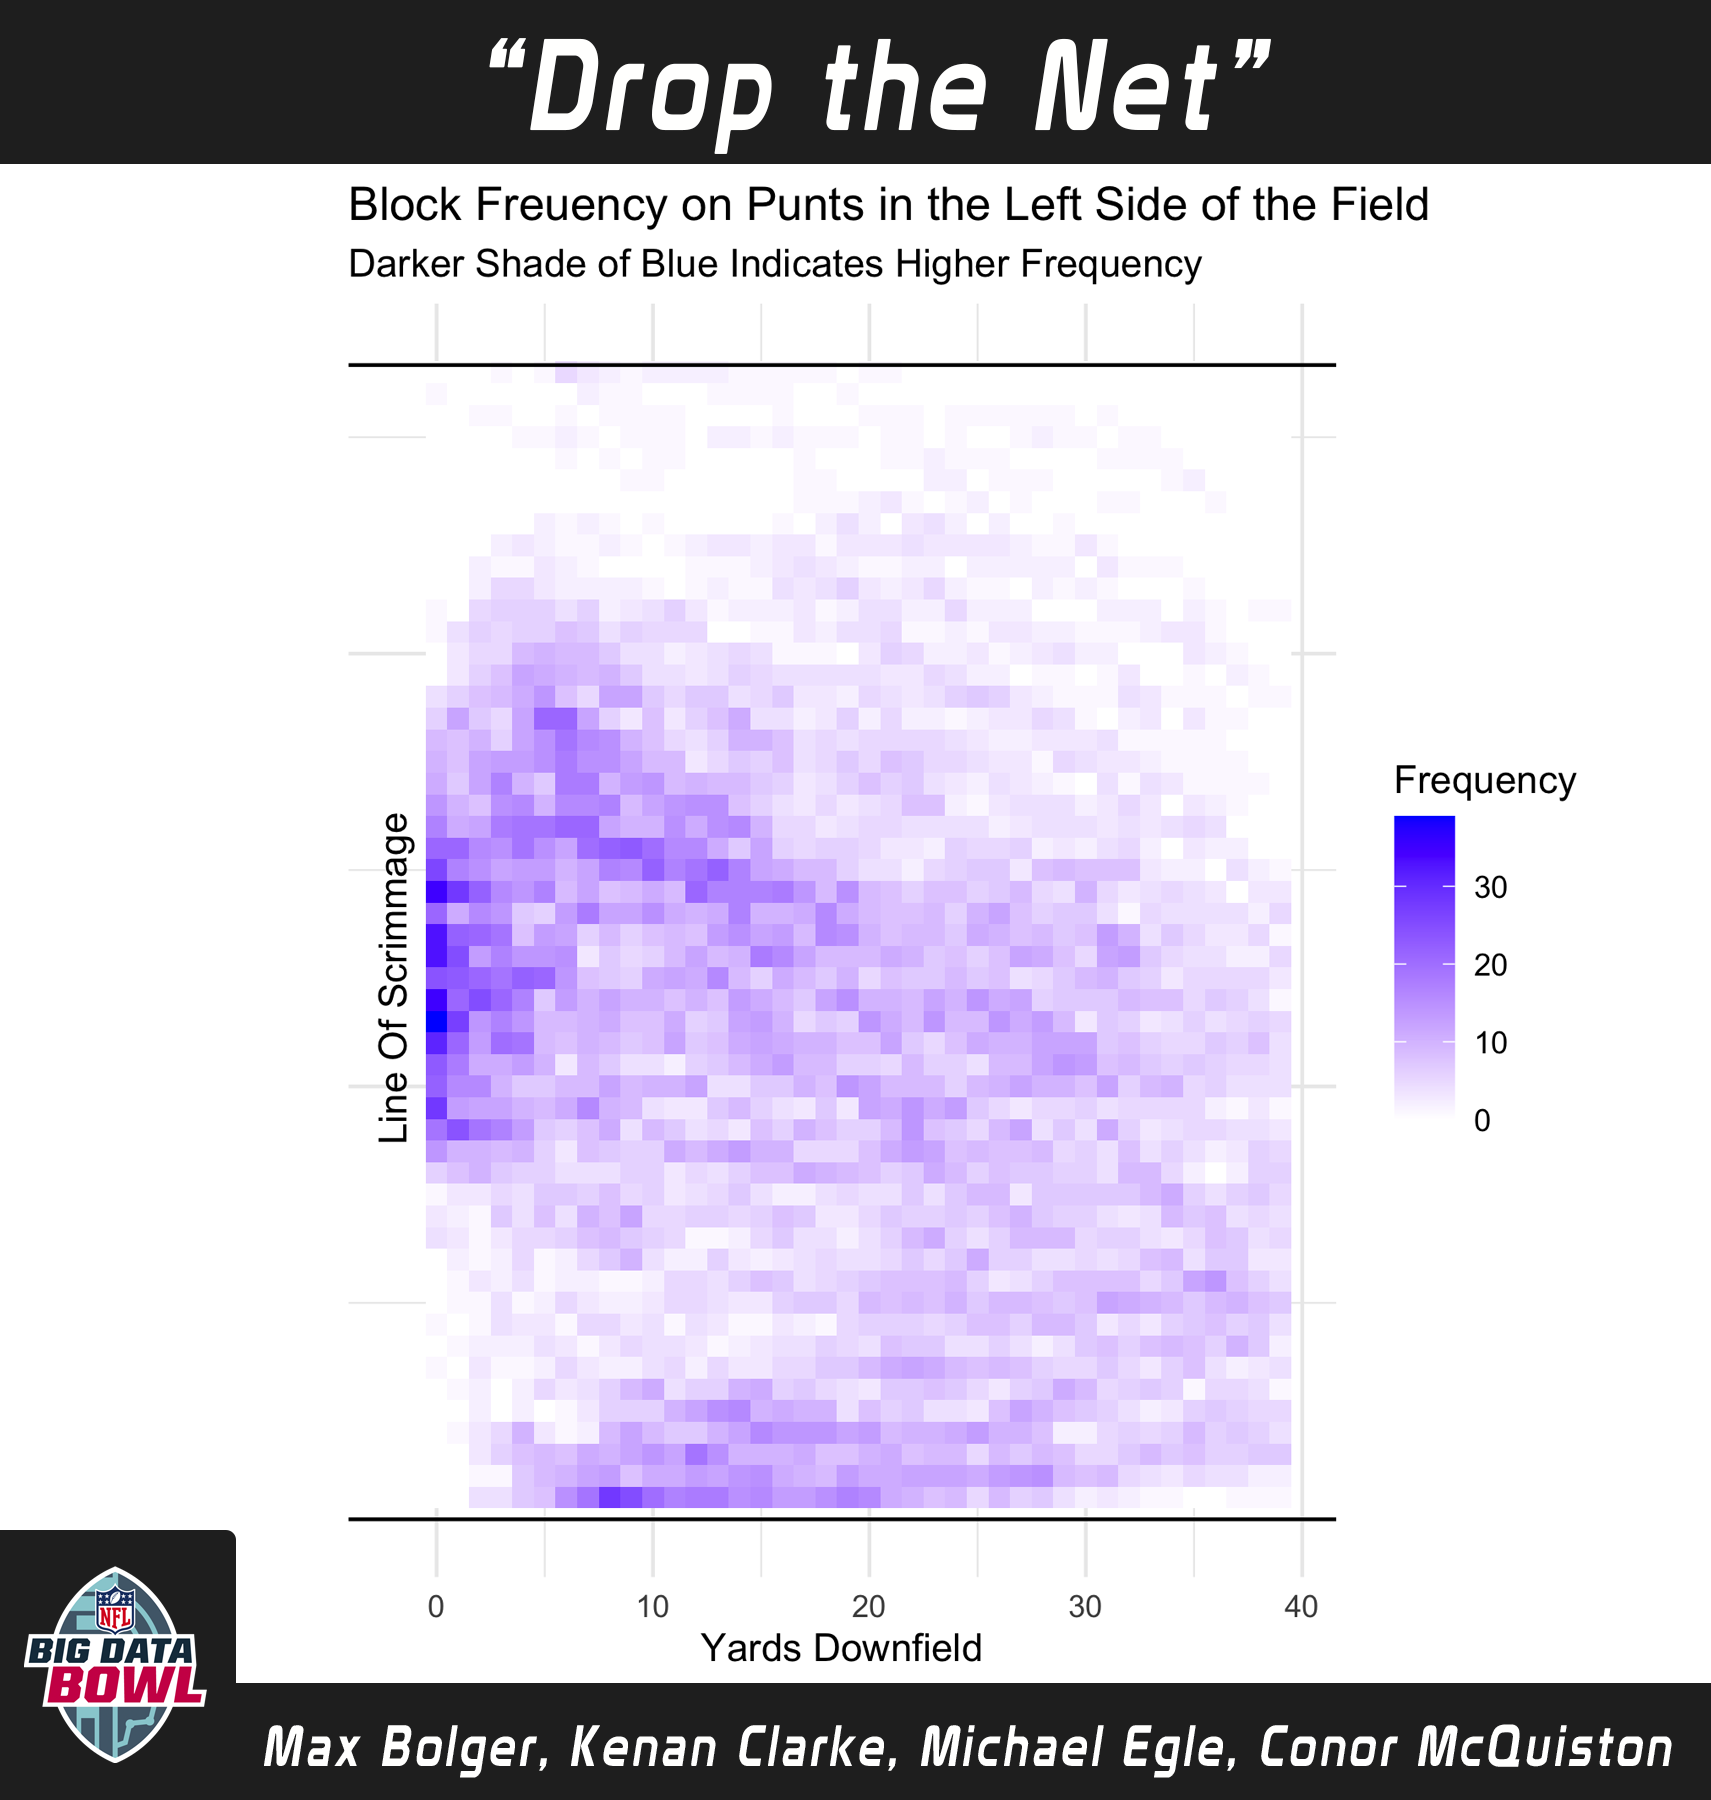 “Drop the Net”
Block Freuency on Punts in the Left Side of the Field
Darker Shade of Blue Indicates Higher Frequency
Line Of Scrimmage
Frequency
30
20
10
0
0 10 20 30 40
Yards Downfield
NFL
BIG DATA
BOWL
Max Bolger, Kenan Clarke, Michael Egle, Conor McQuiston